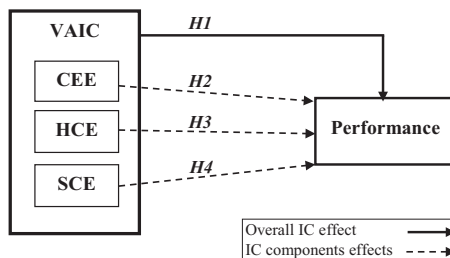 VAIC
H1
CEE
H2
HCE
H3
Performance
SCE
H4
Overall IC effect
IC components effects